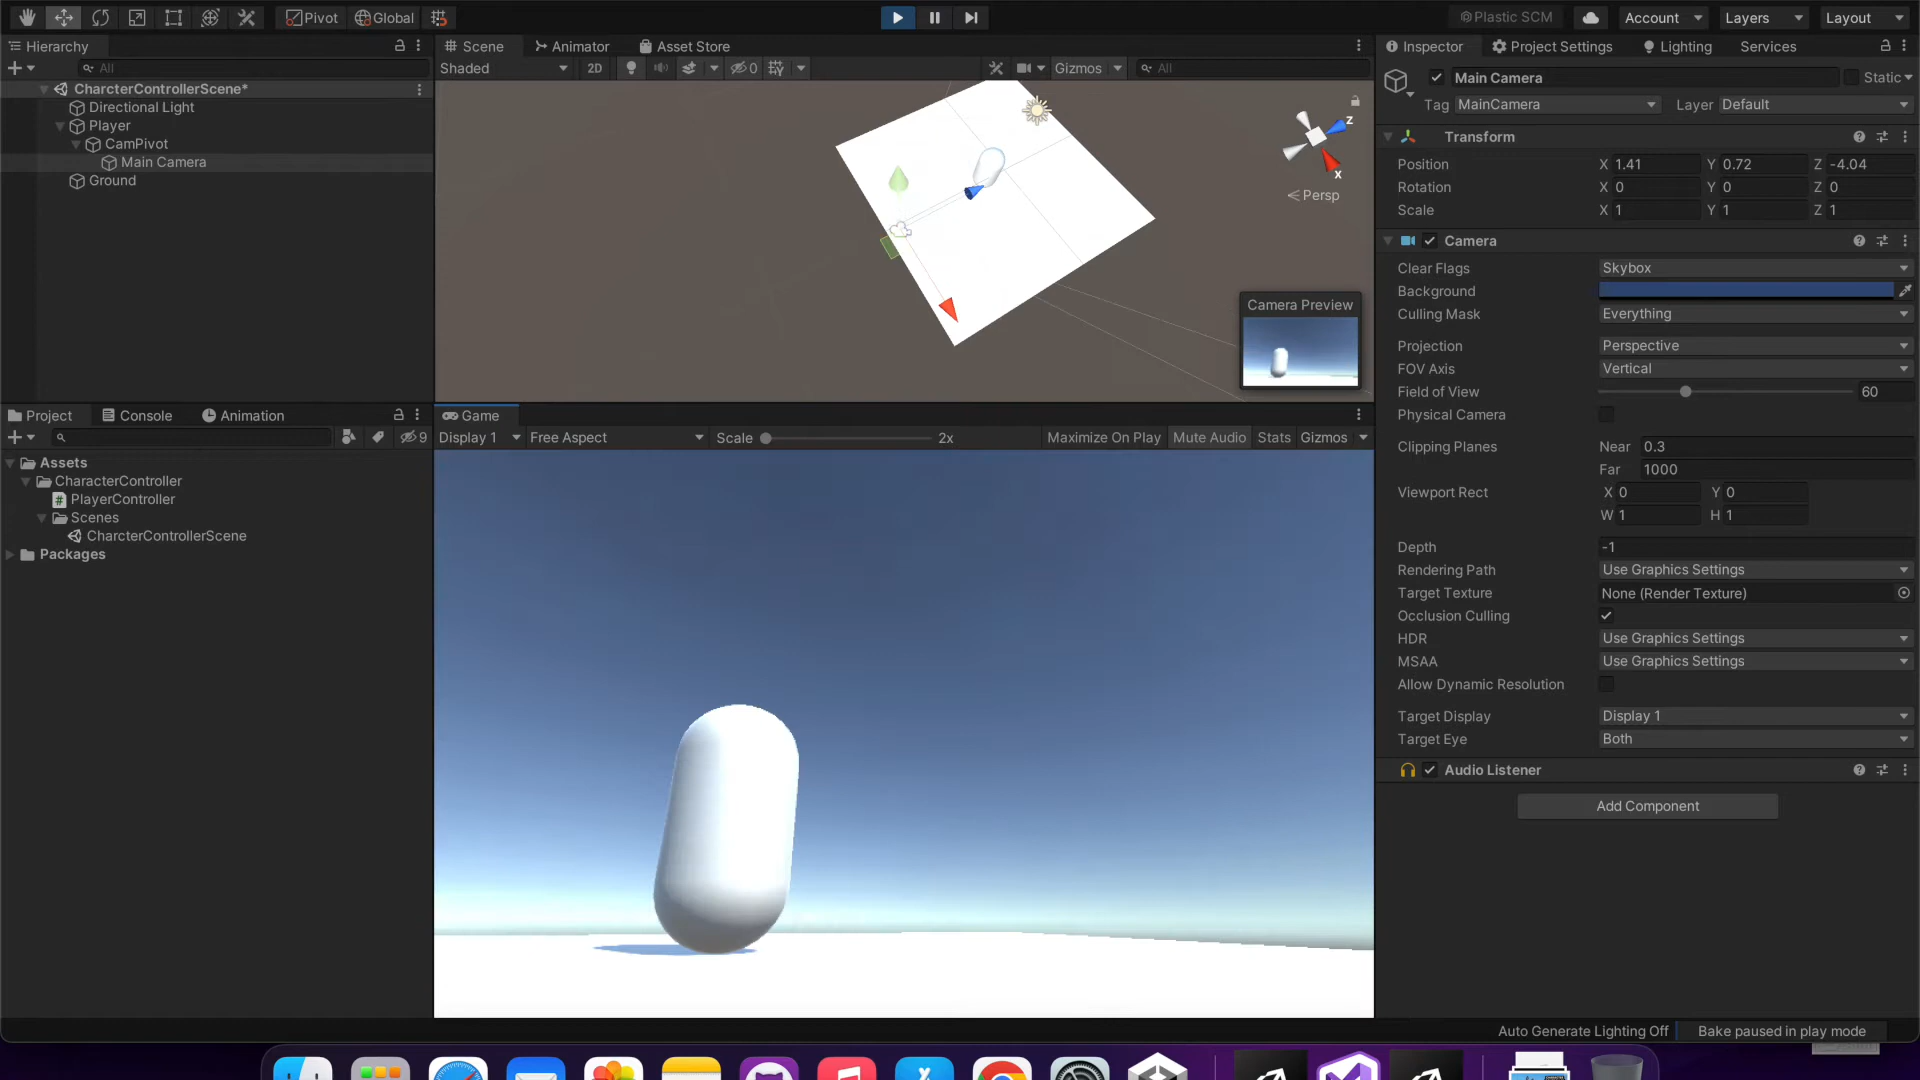 Pivot Global Plastic SCM Account Layers Layout
Hierarchy
All
CharcterControllerScene*
Directional Light
Player
CamPivot
Main Camera
Ground
Scene Animator Asset Store
Shaded 2D 0 Gizmos All
z
x
Persp
Camera Preview
Project Console Animation
9
Assets
CharacterController
PlayerController
Scenes
CharcterControllerScene
Packages
Game
Display 1 Free Aspect Scale 2x Maximize On Play Mute Audio Stats Gizmos
Inspector Project Settings Lighting Services
Main Camera Static
Tag MainCamera Layer Default
Transform
Position X 1.41 Y 0.72 Z -4.04
Rotation X 0 Y 0 Z 0
Scale X 1 Y 1 Z 1
Camera
Clear Flags Skybox
Background
Culling Mask Everything
Projection Perspective
FOV Axis Vertical
Field of View 60
Physical Camera
Clipping Planes Near 0.3
Far 1000
Viewport Rect X 0 Y 0
W 1 H 1
Depth -1
Rendering Path Use Graphics Settings
Target Texture None (Render Texture)
Occlusion Culling
HDR Use Graphics Settings
MSAA Use Graphics Settings
Allow Dynamic Resolution
Target Display Display 1
Target Eye Both
Audio Listener
Add Component
Auto Generate Lighting Off Bake paused in play mode